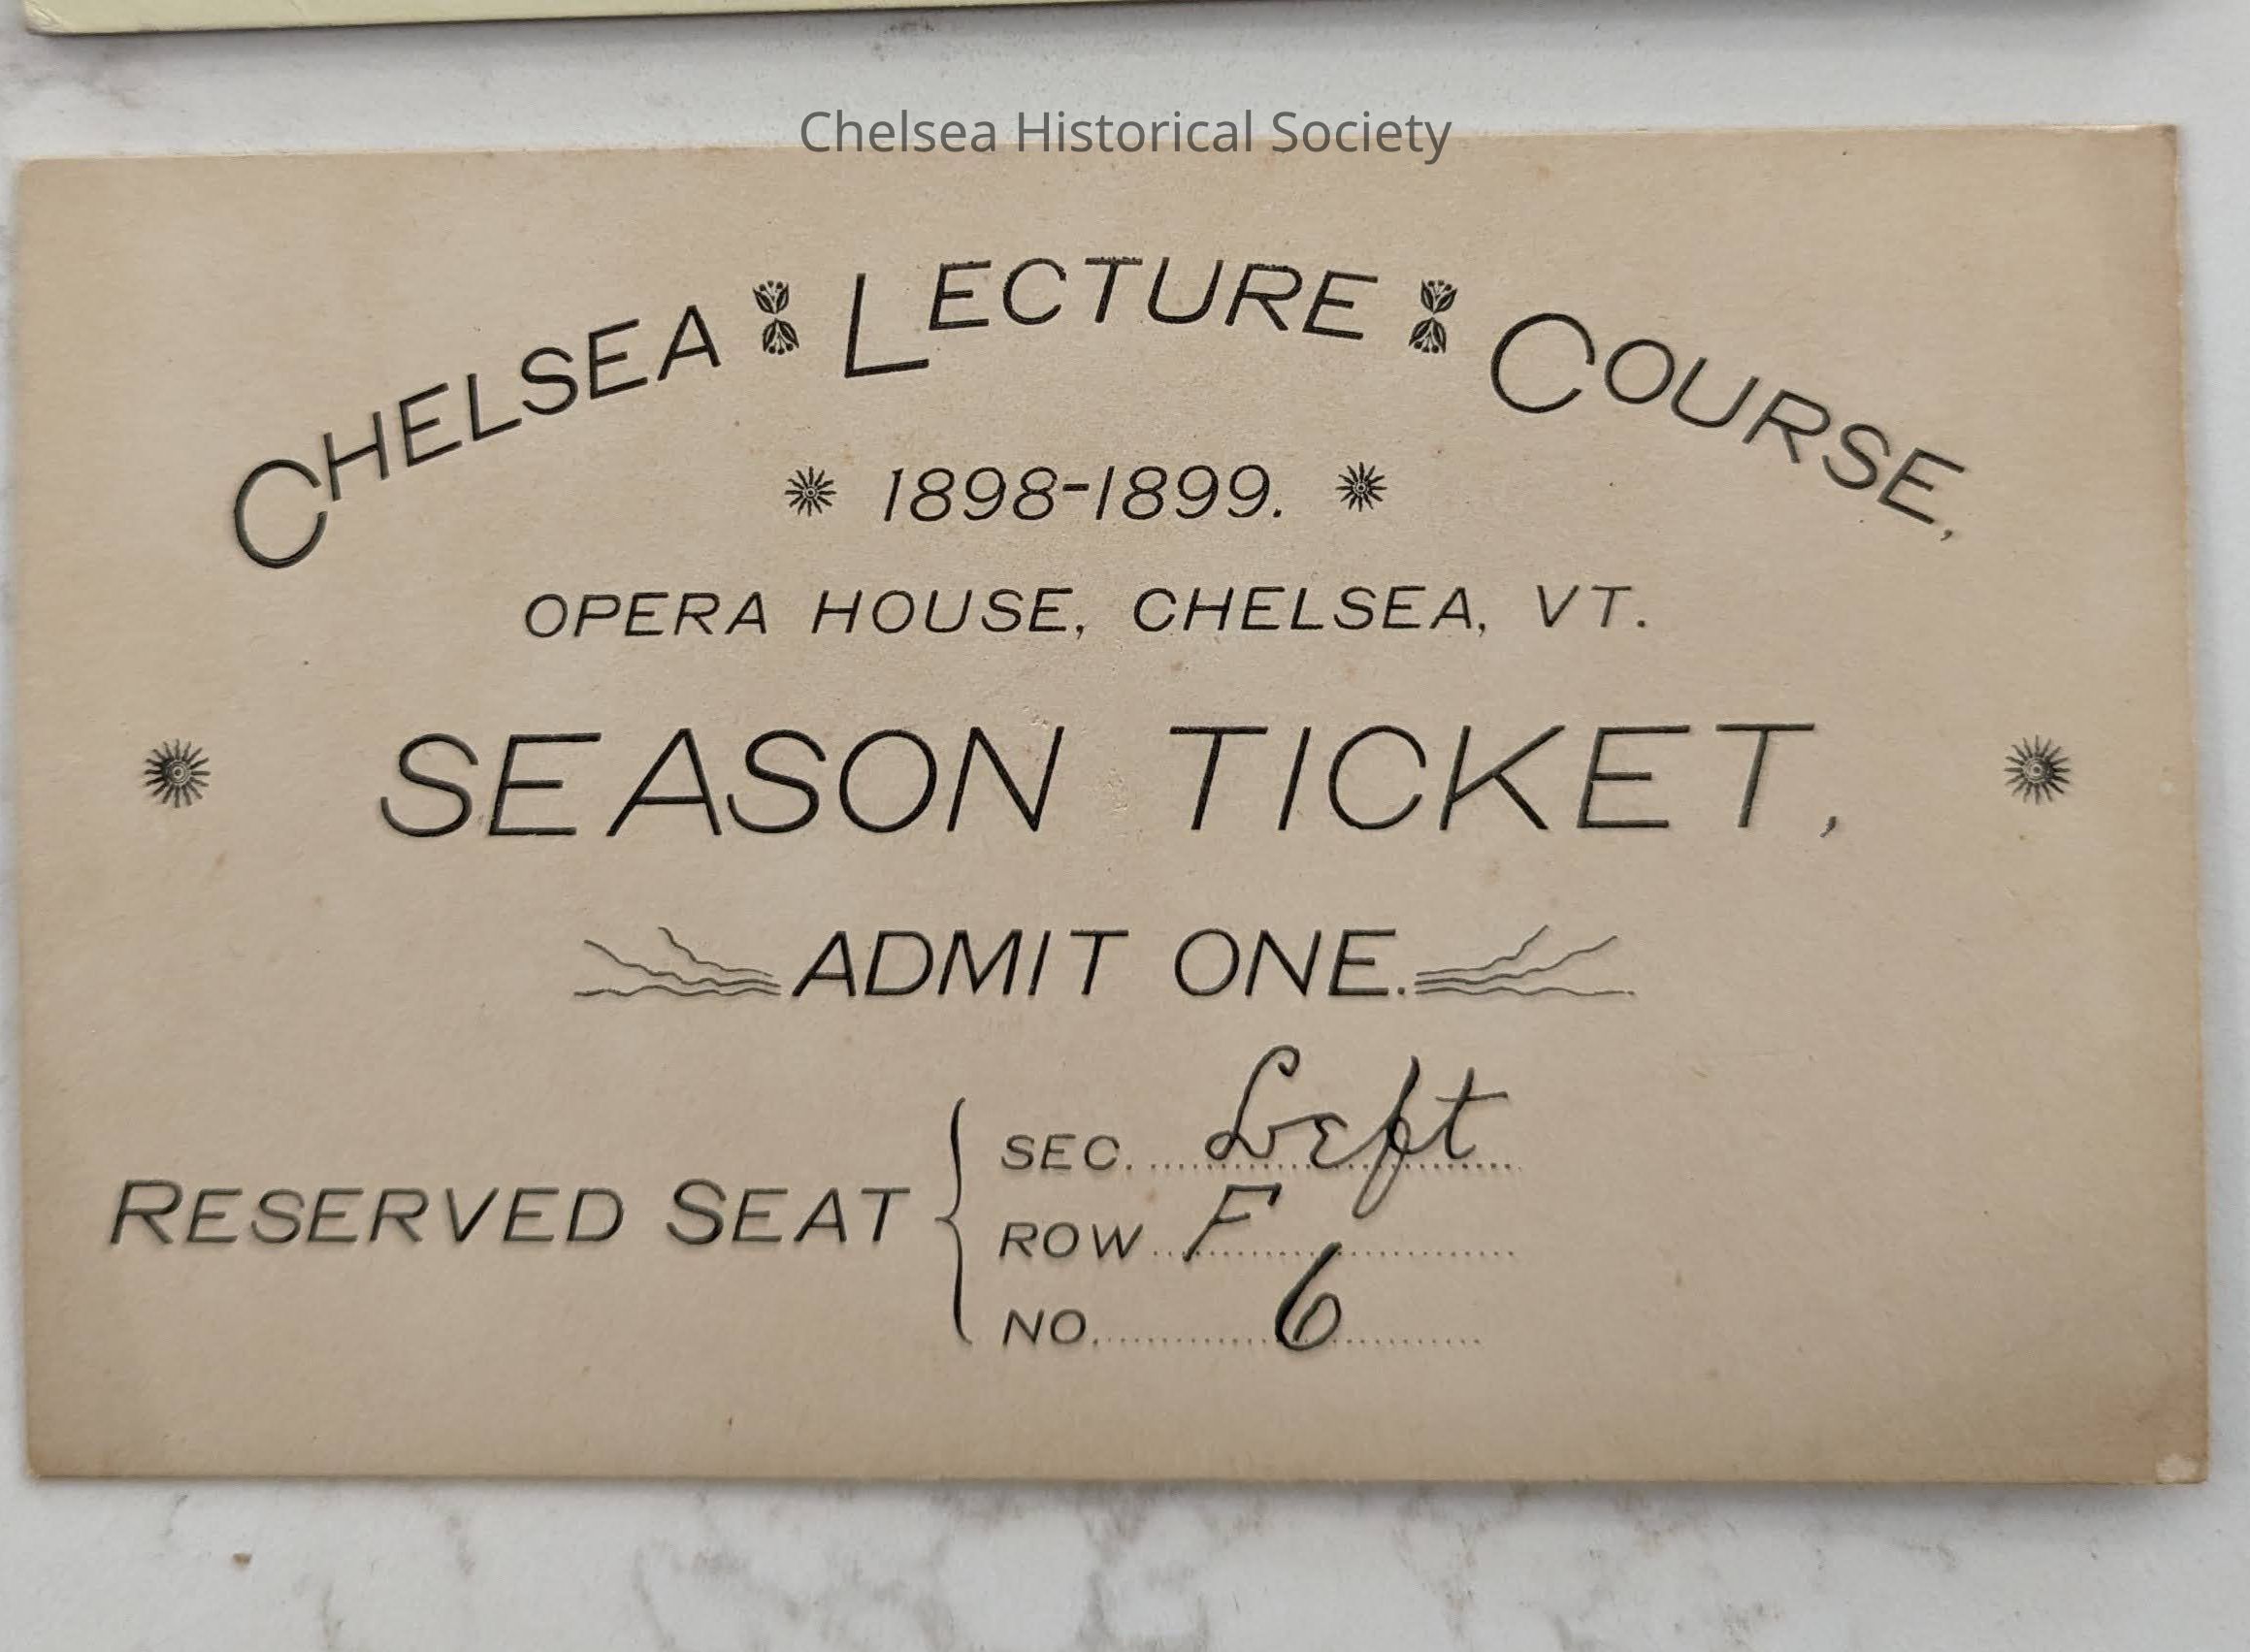 Chelsea Historical Society
CHELSEA LECTURE COURSE,
1898-1899.
OPERA HOUSE, CHELSEA, VT.
SEASON TICKET,
ADMIT ONE.
RESERVED SEAT
SEC. Left
ROW F
NO. 6